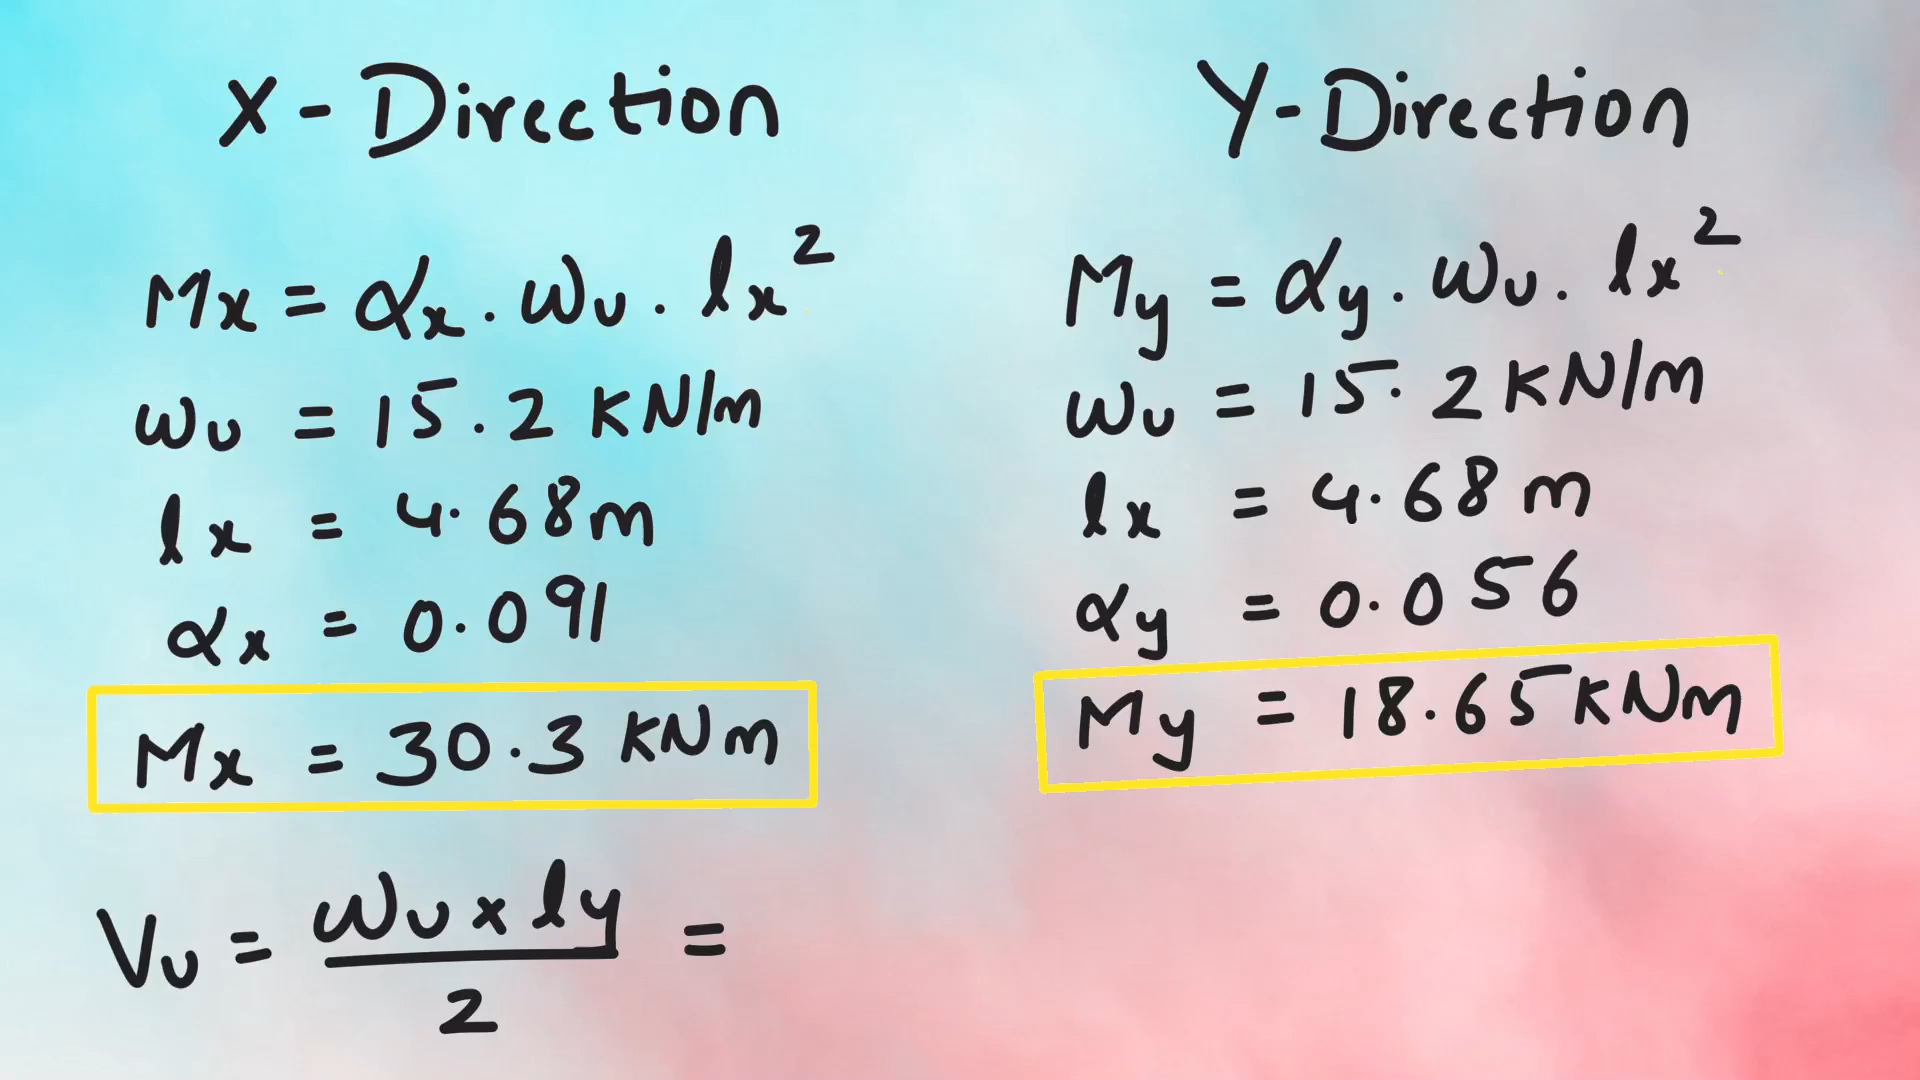 X - Direction
Mx = αx . Wu . lx²
Wu = 15.2 KN/m
lx = 4.68m
αx = 0.091
Mx = 30.3 KNm
Vu = Wu x ly / 2 =
Y-Direction
My = αy . Wu . lx²
Wu = 15.2 KN/m
lx = 4.68 m
αy = 0.056
My = 18.65 KNm